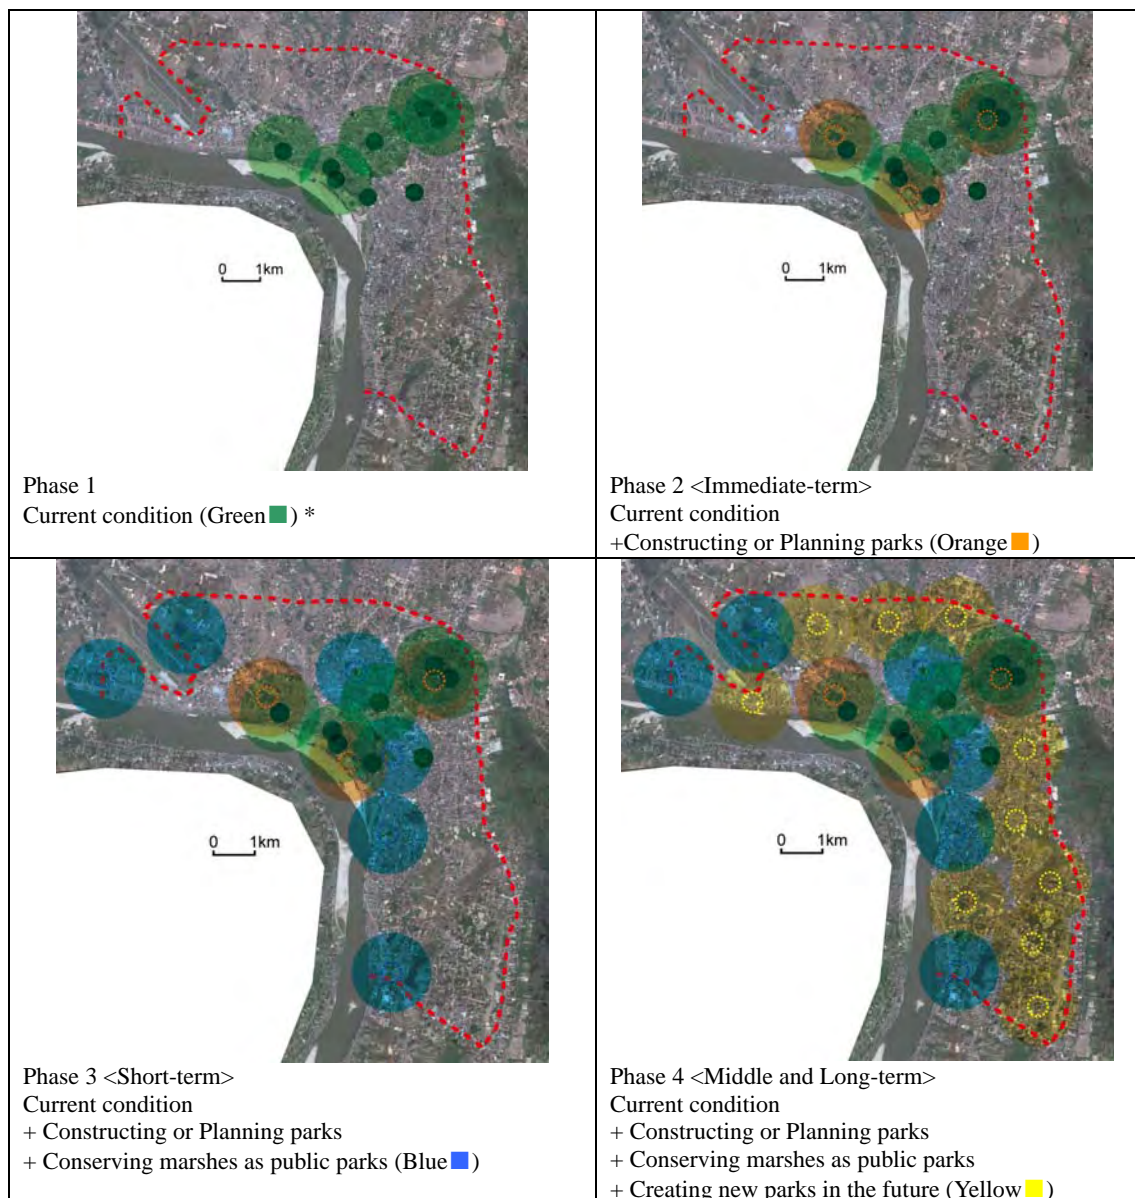 0 1km
Phase 1
Current condition (Green ) *
0 1km
Phase 2 <Immediate-term>
Current condition
+Constructing or Planning parks (Orange )
0 1km
Phase 3 <Short-term>
Current condition
+ Constructing or Planning parks
+ Conserving marshes as public parks (Blue )
0 1km
Phase 4 <Middle and Long-term>
Current condition
+ Constructing or Planning parks
+ Conserving marshes as public parks
+ Creating new parks in the future (Yellow )